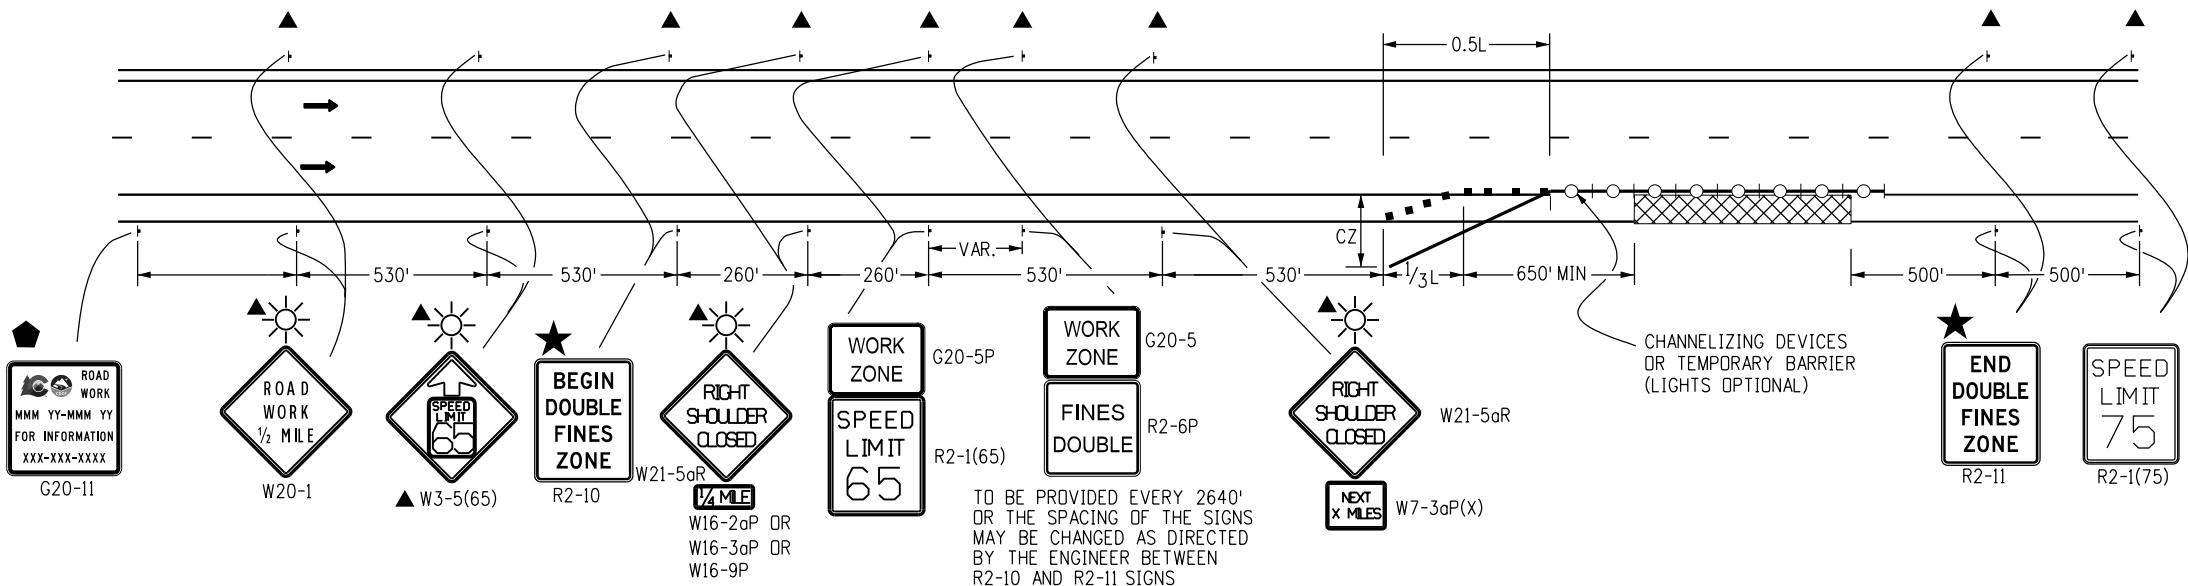 0.5L
CZ
VAR.
530'
530'
260'
260'
530'
530'
1/3L
650' MIN
500'
500'
ROAD
WORK
MMM YY-MMM YY
FOR INFORMATION
XXX-XXX-XXXX
G20-11
ROAD
WORK
½ MILE
W20-1
SPEED
LIMIT
65
W3-5(65)
BEGIN
DOUBLE
FINES
ZONE
R2-10
RIGHT
SHOULDER
CLOSED
W21-5aR
¼ MILE
W16-2aP OR
W16-3aP OR
W16-9P
WORK
ZONE
G20-5P
SPEED
LIMIT
65
R2-1(65)
WORK
ZONE
G20-5
FINES
DOUBLE
R2-6P
TO BE PROVIDED EVERY 2640'
OR THE SPACING OF THE SIGNS
MAY BE CHANGED AS DIRECTED
BY THE ENGINEER BETWEEN
R2-10 AND R2-11 SIGNS
RIGHT
SHOULDER
CLOSED
W21-5aR
NEXT
X MILES
W7-3aP(X)
CHANNELIZING DEVICES
OR TEMPORARY BARRIER
(LIGHTS OPTIONAL)
END
DOUBLE
FINES
ZONE
R2-11
SPEED
LIMIT
75
R2-1(75)